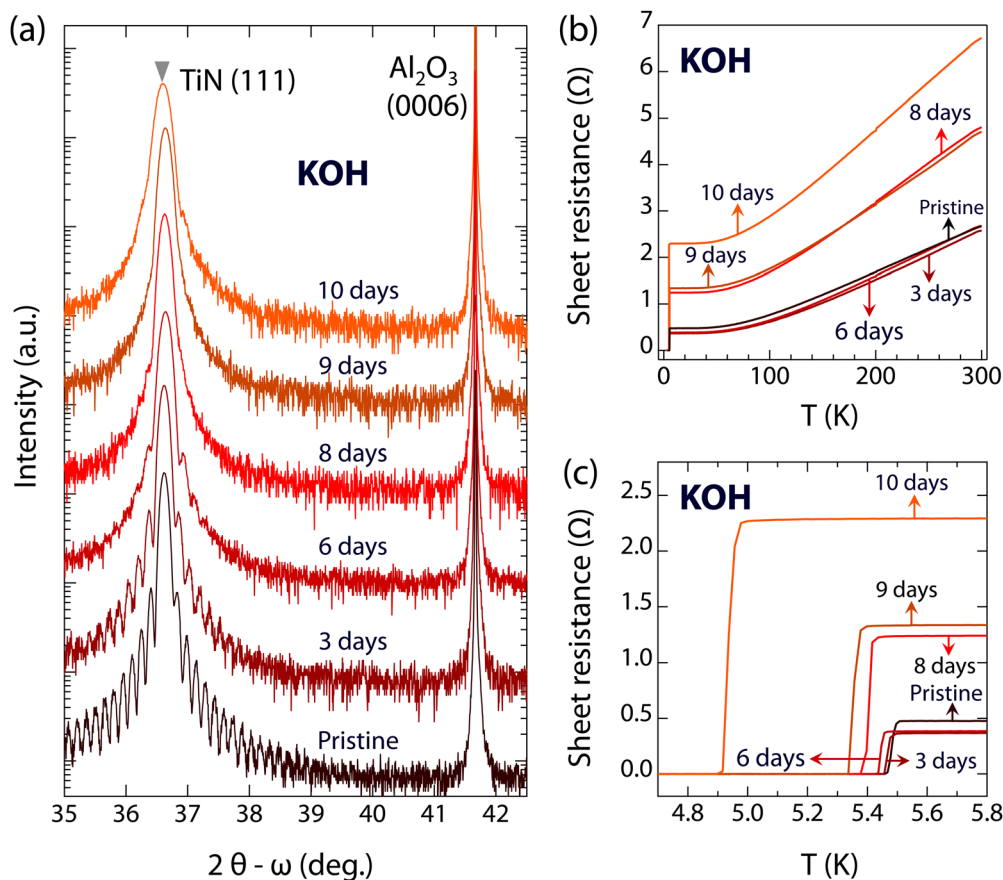 (a)
TiN (111)
Al₂O₃
(0006)
KOH
10 days
9 days
8 days
6 days
3 days
Pristine
Intensity (a.u.)
35 36 37 38 39 40 41 42
2 θ - ω (deg.)
(b)
KOH
7
6
5
4
3
2
1
0
Sheet resistance (Ω)
8 days
10 days
Pristine
9 days
3 days
6 days
0 100 200 300
T (K)
(c)
KOH
2.5
2.0
1.5
1.0
0.5
0.0
Sheet resistance (Ω)
10 days
9 days
8 days
Pristine
6 days
3 days
4.8 5.0 5.2 5.4 5.6 5.8
T (K)